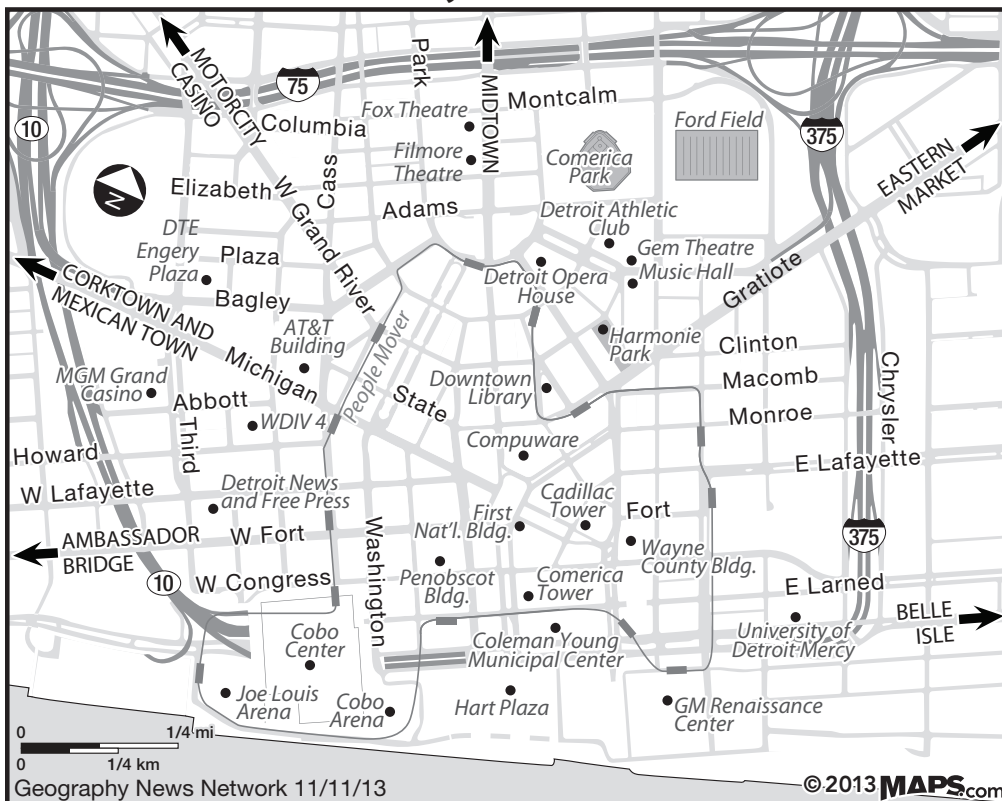 MOTORCITY
CASINO
75
Park
MIDTOWN
Montcalm
Ford Field
375
10
Columbia
Fox Theatre
Filmore
Theatre
Comerica
Park
EASTERN
MARKET
N
Elizabeth
Cass
W Grand River
Adams
Detroit Athletic
Club
DTE
Engery
Plaza
Plaza
Gem Theatre
Music Hall
Detroit Opera
House
Gratiote
CORKTOWN AND
MEXICAN TOWN
Bagley
AT&T
Building
People Mover
Harmonie
Park
Clinton
Michigan
State
Downtown
Library
Macomb
Chrysler
MGM Grand
Casino
Abbott
WDIV 4
Monroe
Third
Compuware
Howard
E Lafayette
W Lafayette
Detroit News
and Free Press
First
Nat'l. Bldg.
Cadillac
Tower
Fort
AMBASSADOR
BRIDGE
W Fort
Washington
Wayne
County Bldg.
375
10
W Congress
Penobscot
Bldg.
Comerica
Tower
E Larned
BELLE
ISLE
Cobo
Center
Coleman Young
Municipal Center
University of
Detroit Mercy
Joe Louis
Arena
Cobo
Arena
Hart Plaza
GM Renaissance
Center
0
1/4 mi
0
1/4 km
Geography News Network 11/11/13
©2013 MAPS.com